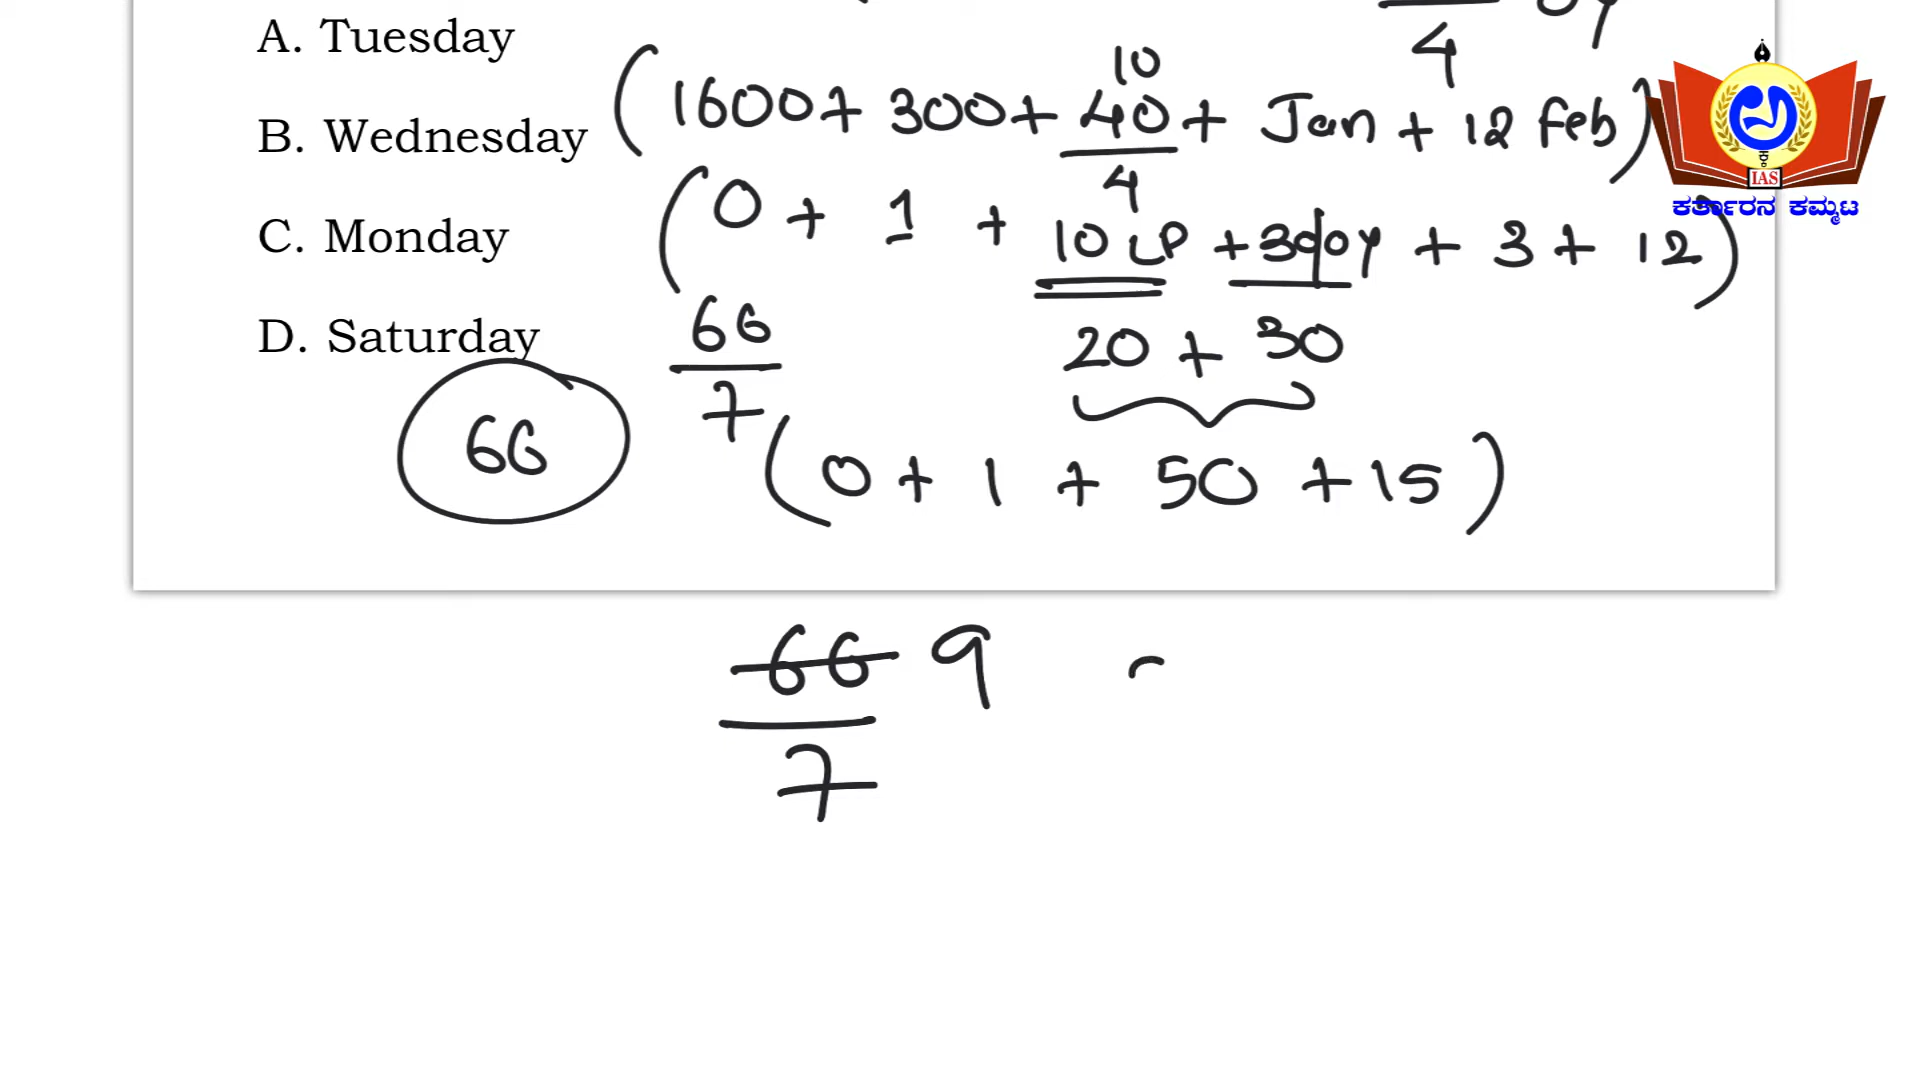 A. Tuesday
4
(1600 + 300 + 40 + Jan + 12 Feb)
10
4
B. Wednesday
IAS
ಕರ್ತಾರನ ಕಮ್ಮಟ
(0 + 1 + 10 LP + 30 oy + 3 + 12)
C. Monday
66
7
20 + 30
D. Saturday
66
(0 + 1 + 50 + 15)
66 9
7